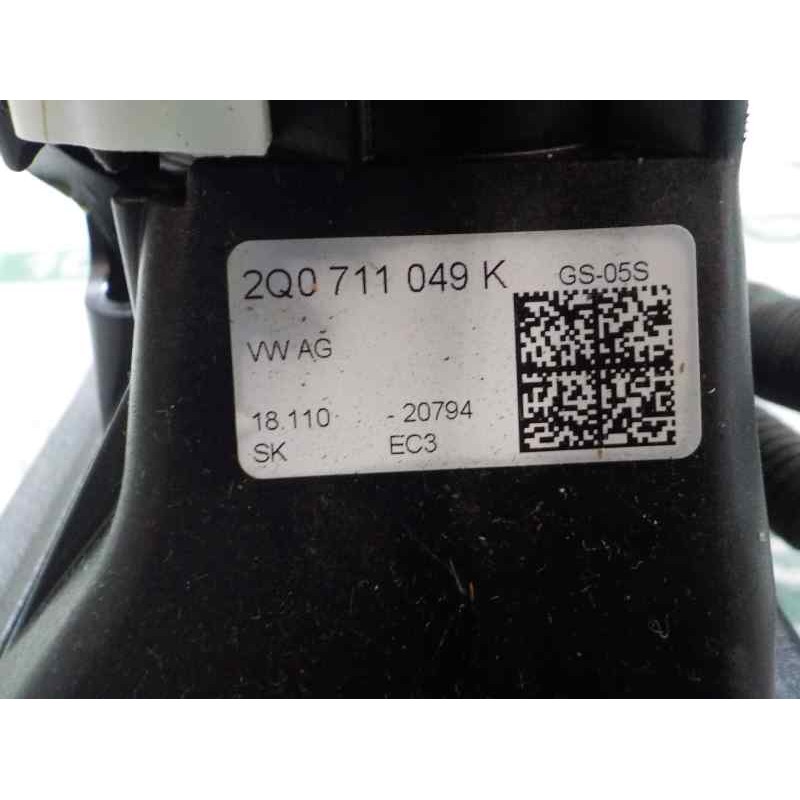 2Q0 711 049 K
GS-05S
VW AG
18.110 - 20794
SK EC3